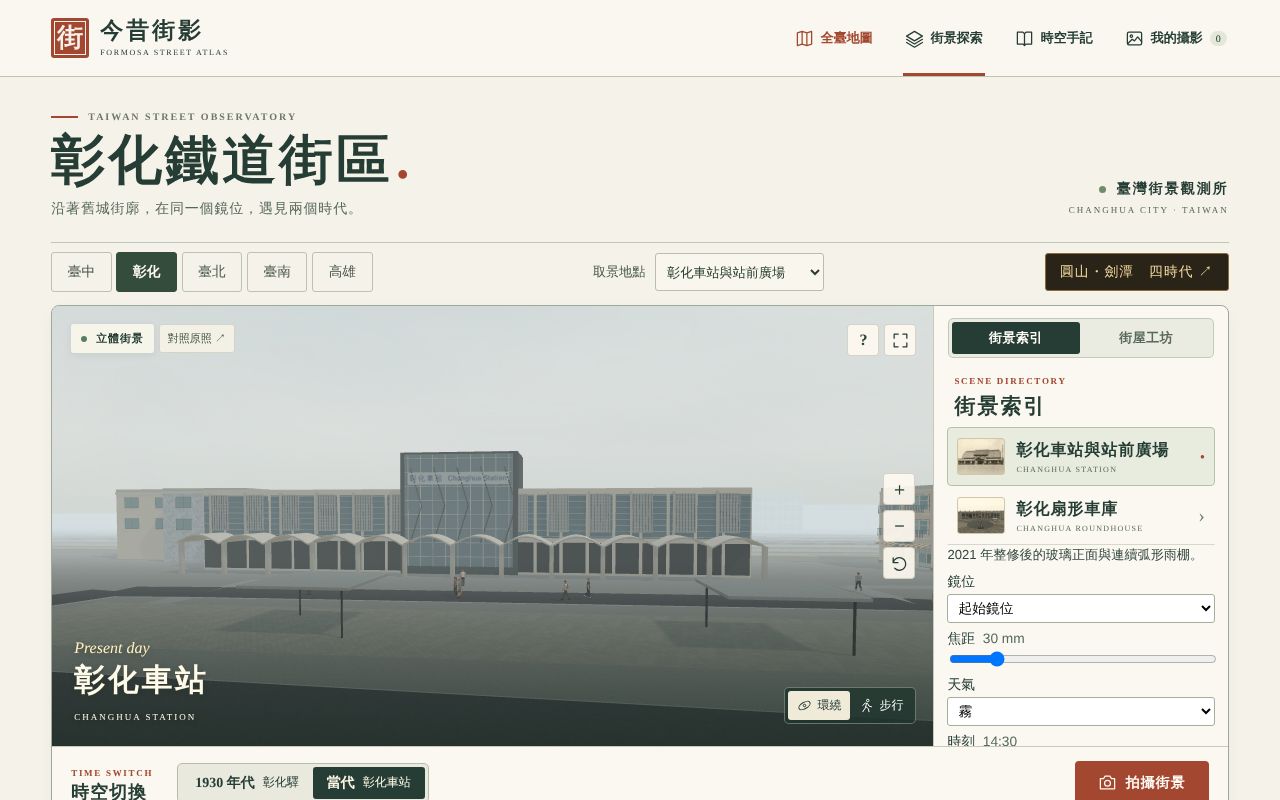 街
今昔街影
FORMOSA STREET ATLAS
全臺地圖
街景探索
時空手記
我的攝影 0
TAIWAN STREET OBSERVATORY
彰化鐵道街區.
沿著舊城街廓，在同一個鏡位，遇見兩個時代。
臺灣街景觀測所
CHANGHUA CITY · TAIWAN
臺中
彰化
臺北
臺南
高雄
取景地點 彰化車站與站前廣場
圓山・劍潭 四時代 ↗
立體街景
對照原照 ↗
?
彰化車站 Changhua Station
+
−
Present day
彰化車站
CHANGHUA STATION
環繞
步行
街景索引
街屋工坊
SCENE DIRECTORY
街景索引
彰化車站與站前廣場
CHANGHUA STATION
彰化扇形車庫
CHANGHUA ROUNDHOUSE
2021 年整修後的玻璃正面與連續弧形雨棚。
鏡位
起始鏡位
焦距 30 mm
天氣
霧
時刻 14:30
TIME SWITCH
時空切換
1930 年代 彰化驛
當代 彰化車站
拍攝街景